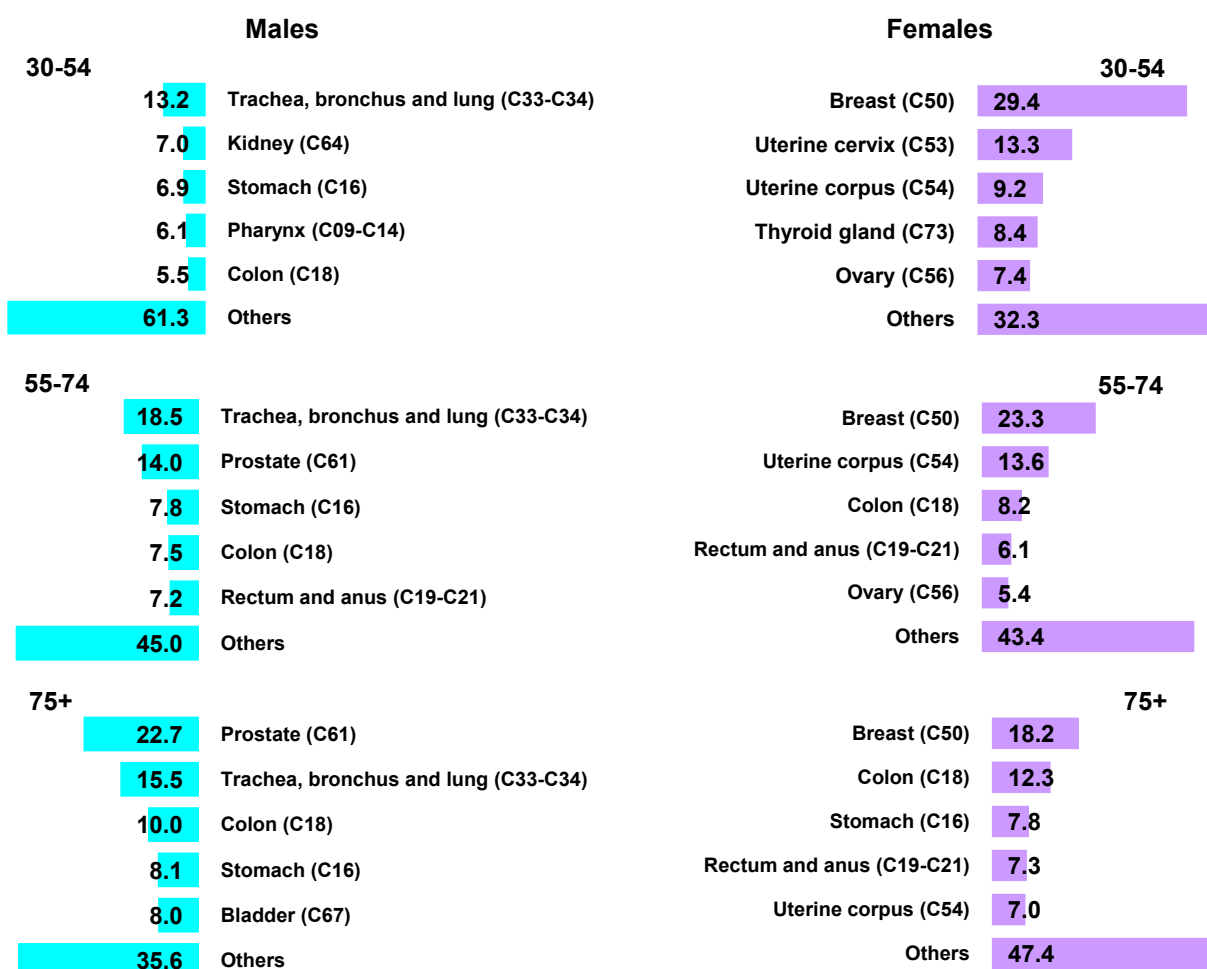 Males
30-54
13.2 Trachea, bronchus and lung (C33-C34)
7.0 Kidney (C64)
6.9 Stomach (C16)
6.1 Pharynx (C09-C14)
5.5 Colon (C18)
61.3 Others
55-74
18.5 Trachea, bronchus and lung (C33-C34)
14.0 Prostate (C61)
7.8 Stomach (C16)
7.5 Colon (C18)
7.2 Rectum and anus (C19-C21)
45.0 Others
75+
22.7 Prostate (C61)
15.5 Trachea, bronchus and lung (C33-C34)
10.0 Colon (C18)
8.1 Stomach (C16)
8.0 Bladder (C67)
35.6 Others
Females
30-54
Breast (C50) 29.4
Uterine cervix (C53) 13.3
Uterine corpus (C54) 9.2
Thyroid gland (C73) 8.4
Ovary (C56) 7.4
Others 32.3
55-74
Breast (C50) 23.3
Uterine corpus (C54) 13.6
Colon (C18) 8.2
Rectum and anus (C19-C21) 6.1
Ovary (C56) 5.4
Others 43.4
75+
Breast (C50) 18.2
Colon (C18) 12.3
Stomach (C16) 7.8
Rectum and anus (C19-C21) 7.3
Uterine corpus (C54) 7.0
Others 47.4